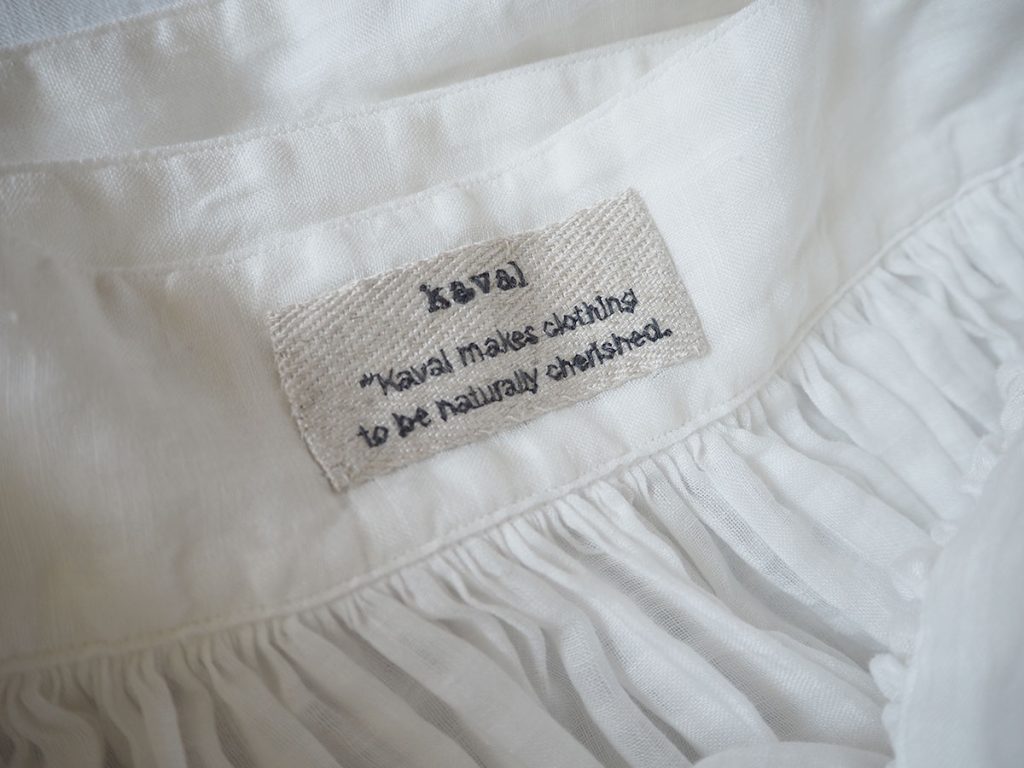 kaval
"Kaval makes clothing
to be naturally cherished.